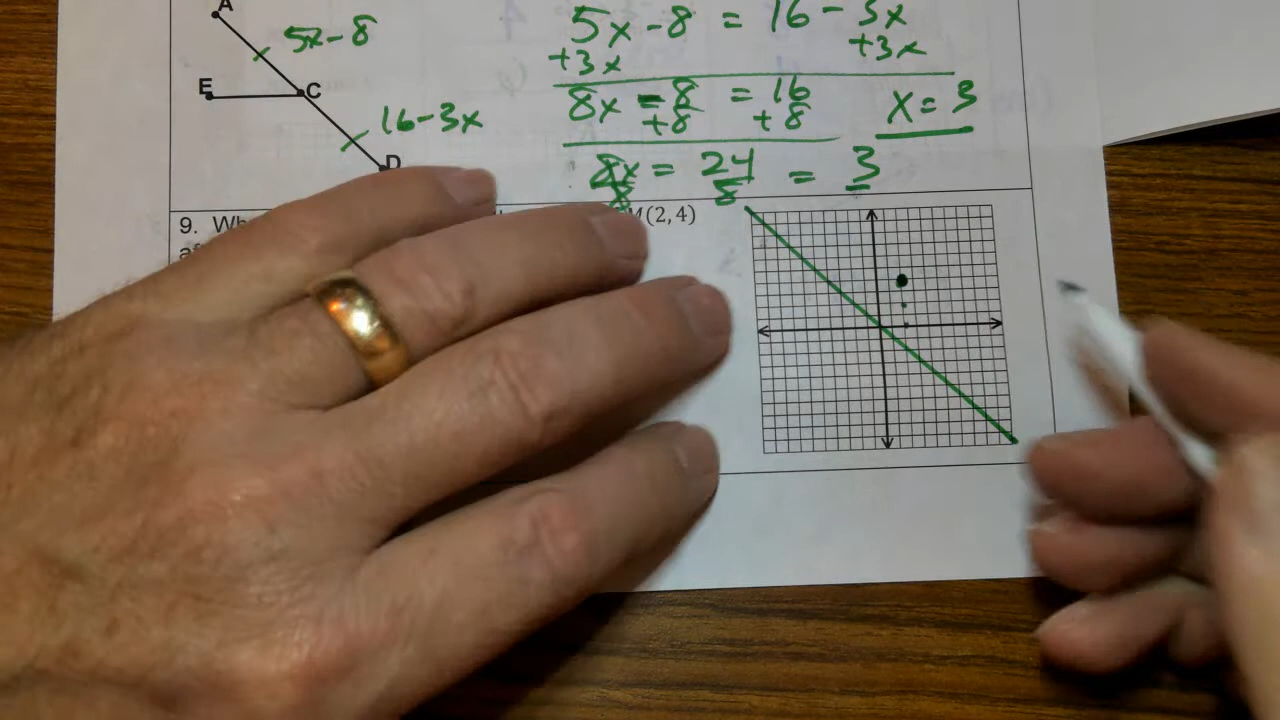 A
5x-8
5x-8 = 16-3x
+3x +3x
E
C
16-3x
8x -8 = 16
+8 +8
x=3
D
8x = 24 = 3
8 8
9. Wh
M(2, 4)